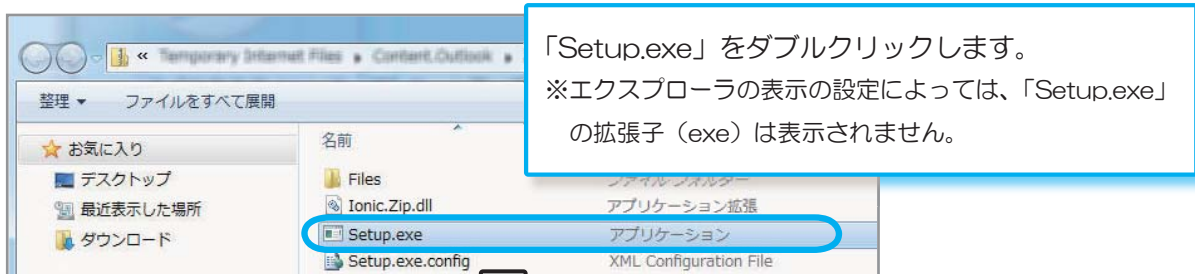 「Setup.exe」をダブルクリックします。
※エクスプローラの表示の設定によっては、「Setup.exe」
の拡張子(exe)は表示されません。
« Temporary Internet Files ▸ Content.Outlook ▸
整理 ▼ ファイルをすべて展開
お気に入り
デスクトップ
最近表示した場所
ダウンロード
名前
Files ファイル フォルダー
Ionic.Zip.dll アプリケーション拡張
Setup.exe アプリケーション
Setup.exe.config XML Configuration File